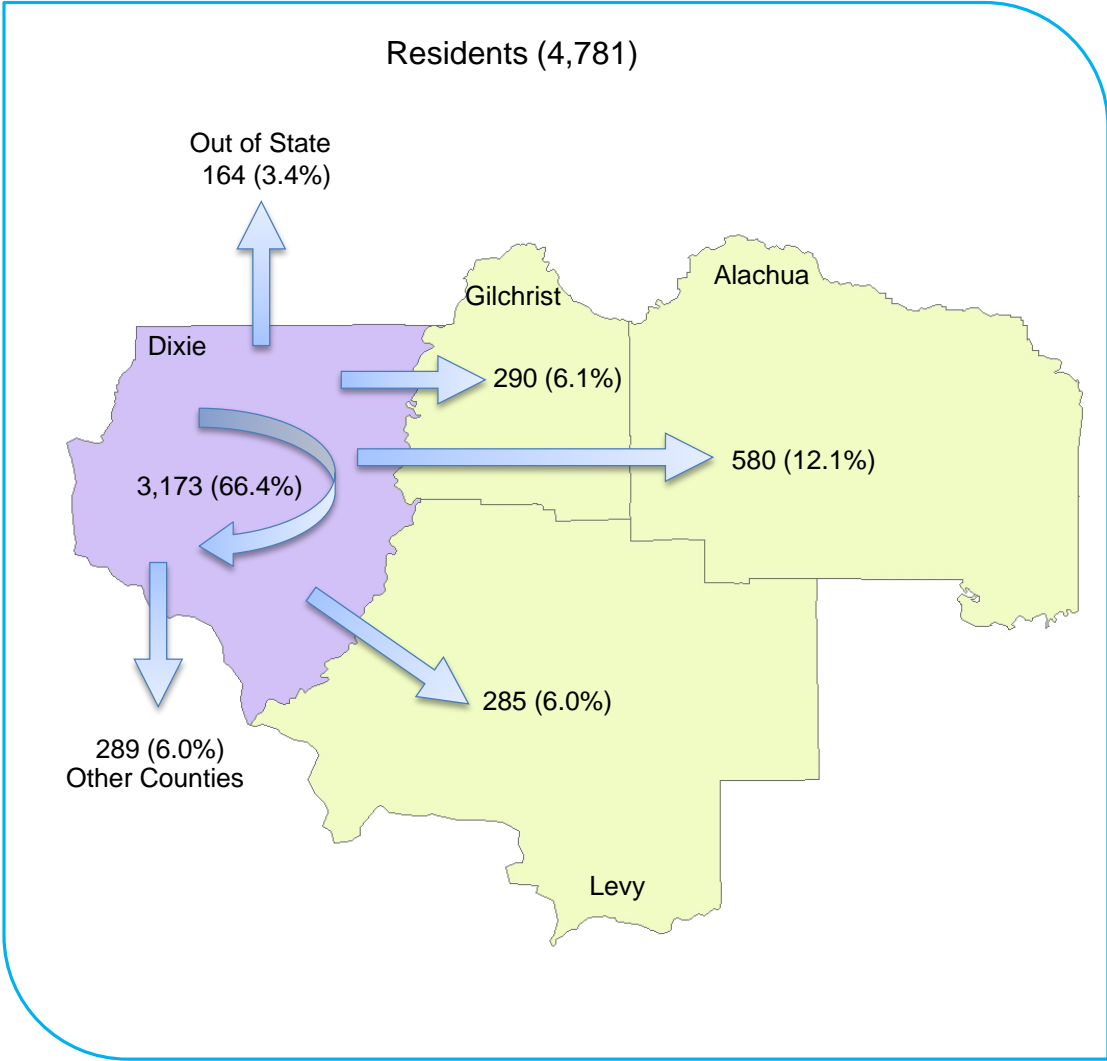 Residents (4,781)
Out of State
164 (3.4%)
Gilchrist
Alachua
Dixie
290 (6.1%)
580 (12.1%)
3,173 (66.4%)
285 (6.0%)
289 (6.0%)
Other Counties
Levy